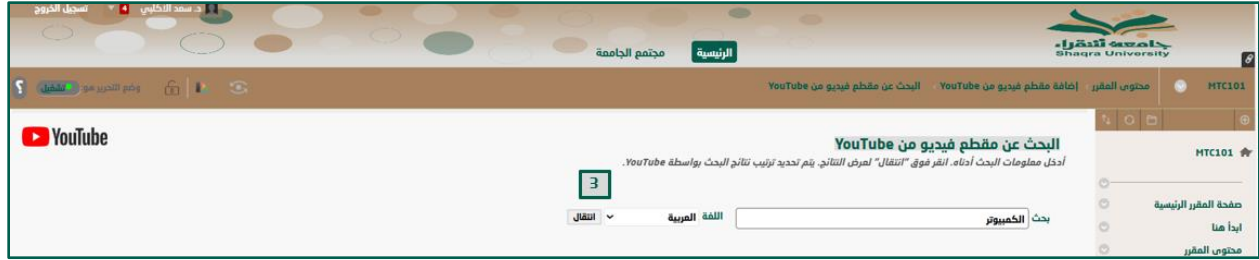 د. سعد الاكلبي 4 تسجيل الخروج
جامعة شقراء
Shaqra University
الرئيسية مجتمع الجامعة
MTC101 محتوى المقرر إضافة مقطع فيديو من YouTube البحث عن مقطع فيديو من YouTube
وضع التحرير هو تشغيل ?
MTC101
صفحة المقرر الرئيسية
ابدأ هنا
محتوى المقرر
YouTube
البحث عن مقطع فيديو من YouTube
أدخل معلومات البحث أدناه. انقر فوق "انتقال" لعرض النتائج. يتم تحديد ترتيب نتائج البحث بواسطة YouTube.
3
بحث الكمبيوتر اللغة العربية انتقال